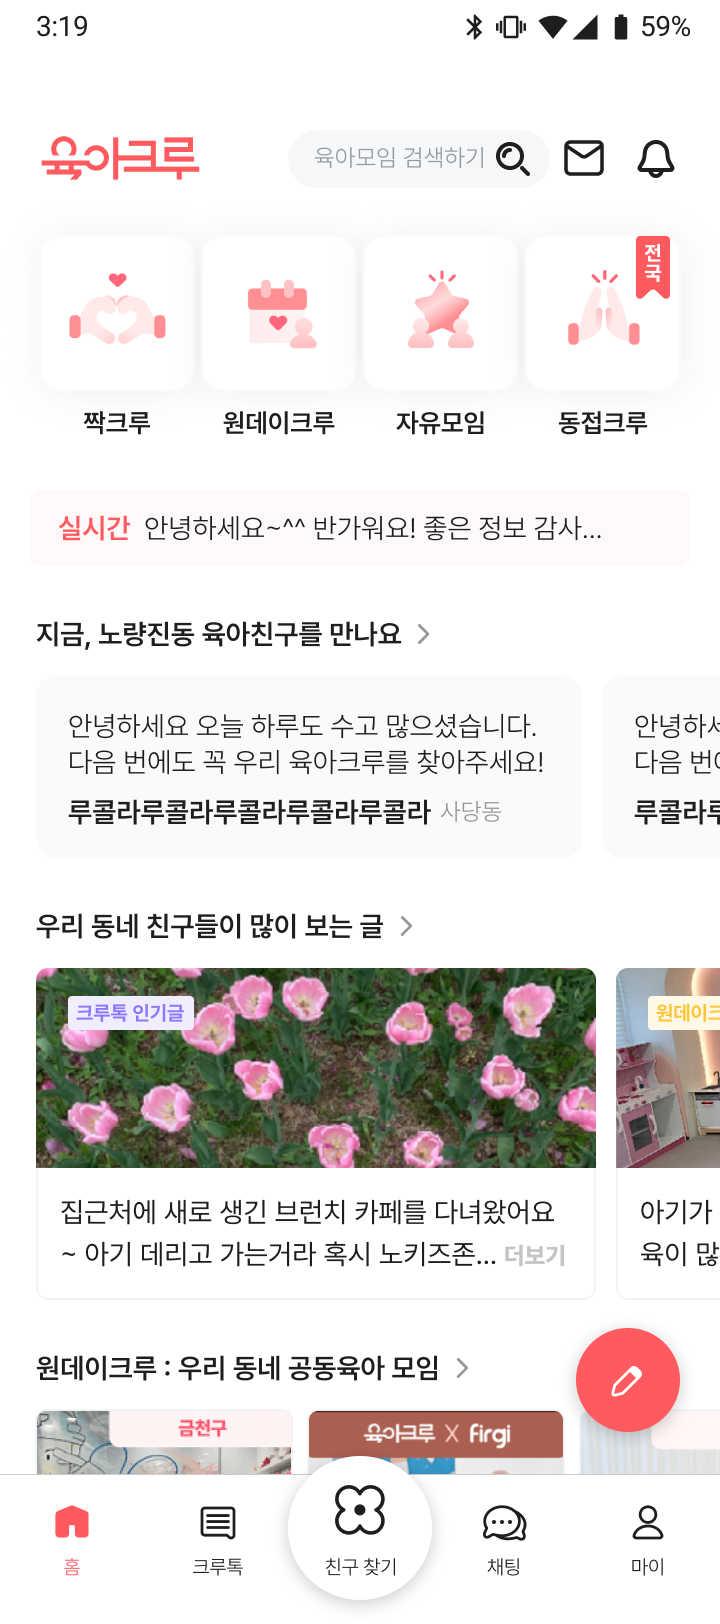 3:19 59%
육아크루
육아모임 검색하기
전국
짝크루 원데이크루 자유모임 동접크루
실시간 안녕하세요~^^ 반가워요! 좋은 정보 감사...
지금, 노량진동 육아친구를 만나요
안녕하세요 오늘 하루도 수고 많으셨습니다.
다음 번에도 꼭 우리 육아크루를 찾아주세요!
루콜라루콜라루콜라루콜라루콜라 사당동
안녕하세
다음 번에
루콜라루
우리 동네 친구들이 많이 보는 글
크루톡 인기글
집근처에 새로 생긴 브런치 카페를 다녀왔어요
~ 아기 데리고 가는거라 혹시 노키즈존... 더보기
원데이크
아기가
육이 많
원데이크루 : 우리 동네 공동육아 모임
금천구
육아크루 X firgi
홈 크루톡 친구 찾기 채팅 마이